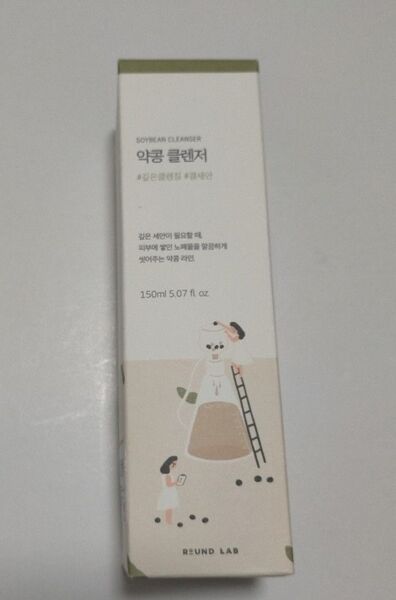 SOYBEAN CLEANSER
약콩 클렌저
#깊은클렌징 #결세안
깊은 세안이 필요할 때,
피부에 쌓인 노폐물을 말끔하게
씻어주는 약콩 라인.
150ml 5.07 fl. oz.
ROUND LAB